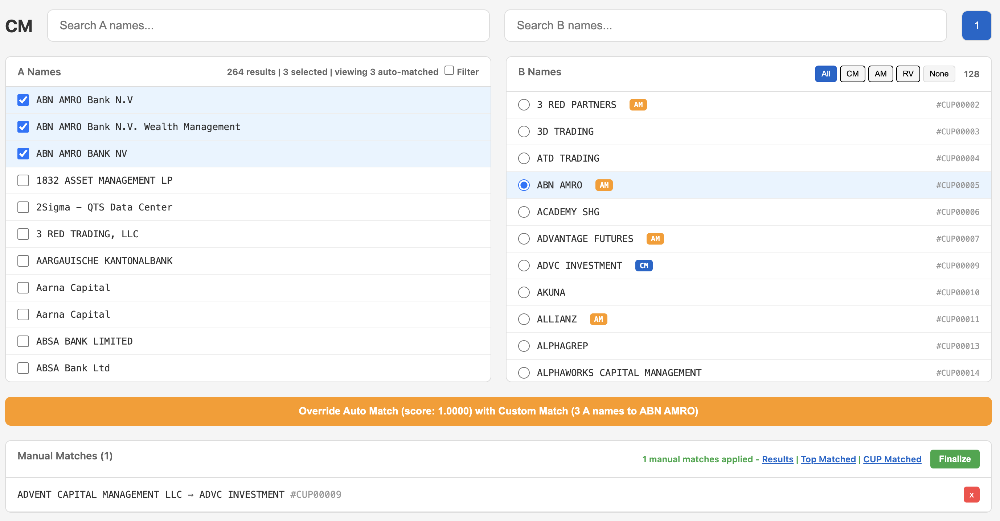 CM
Search A names...
Search B names...
1
A Names
264 results | 3 selected | viewing 3 auto-matched Filter
ABN AMRO Bank N.V
ABN AMRO Bank N.V. Wealth Management
ABN AMRO BANK NV
1832 ASSET MANAGEMENT LP
2Sigma – QTS Data Center
3 RED TRADING, LLC
AARGAUISCHE KANTONALBANK
Aarna Capital
Aarna Capital
ABSA BANK LIMITED
ABSA Bank Ltd
B Names
All CM AM RV None 128
3 RED PARTNERS AM #CUP00002
3D TRADING #CUP00003
ATD TRADING #CUP00004
ABN AMRO AM #CUP00005
ACADEMY SHG #CUP00006
ADVANTAGE FUTURES AM #CUP00007
ADVC INVESTMENT CM #CUP00009
AKUNA #CUP00010
ALLIANZ AM #CUP00011
ALPHAGREP #CUP00013
ALPHAWORKS CAPITAL MANAGEMENT #CUP00014
Override Auto Match (score: 1.0000) with Custom Match (3 A names to ABN AMRO)
Manual Matches (1)
1 manual matches applied - Results | Top Matched | CUP Matched Finalize
ADVENT CAPITAL MANAGEMENT LLC → ADVC INVESTMENT #CUP00009
x